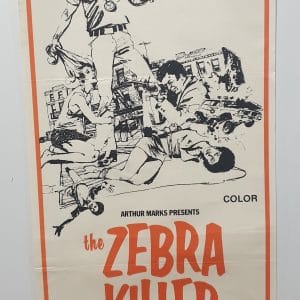 COLOR
ARTHUR MARKS PRESENTS
the ZEBRA
KILLER